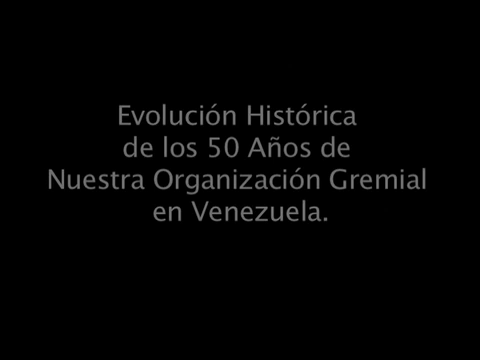 Evolución Histórica
de los 50 Años de
Nuestra Organización Gremial
en Venezuela.